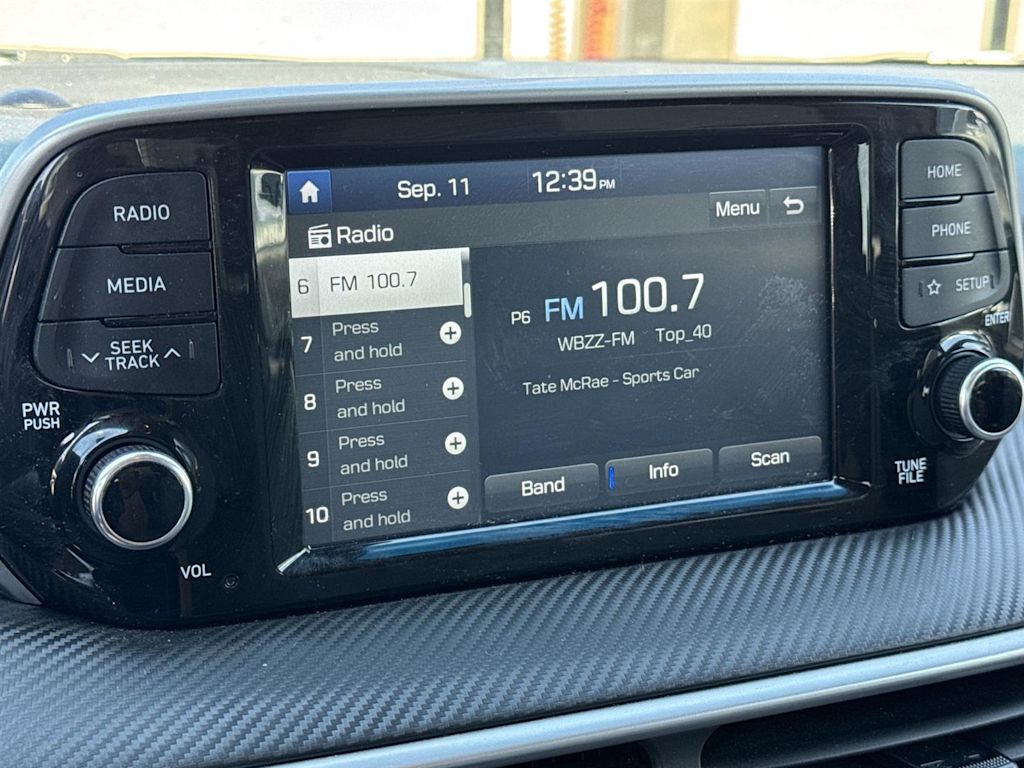 Sep. 11 12:39 PM
Menu
Radio
RADIO
MEDIA
SEEK
TRACK
PWR
PUSH
VOL
6 FM 100.7
7 Press
and hold
8 Press
and hold
9 Press
and hold
10 Press
and hold
P6 FM 100.7
WBZZ-FM Top_40
Tate McRae - Sports Car
Band Info Scan
HOME
PHONE
SETUP
ENTER
TUNE
FILE